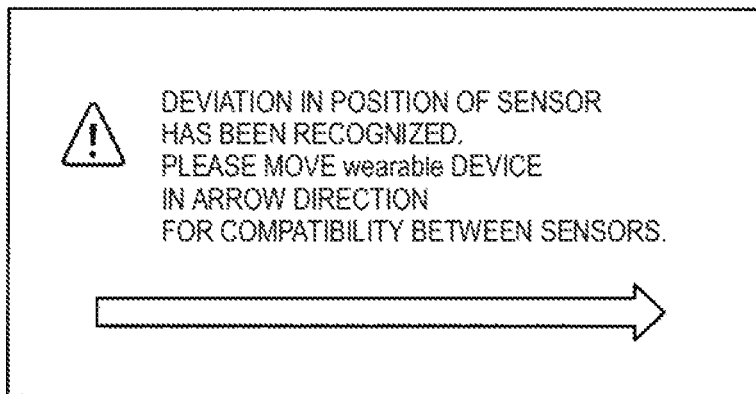 DEVIATION IN POSITION OF SENSOR
HAS BEEN RECOGNIZED.
PLEASE MOVE wearable DEVICE
IN ARROW DIRECTION
FOR COMPATIBILITY BETWEEN SENSORS.